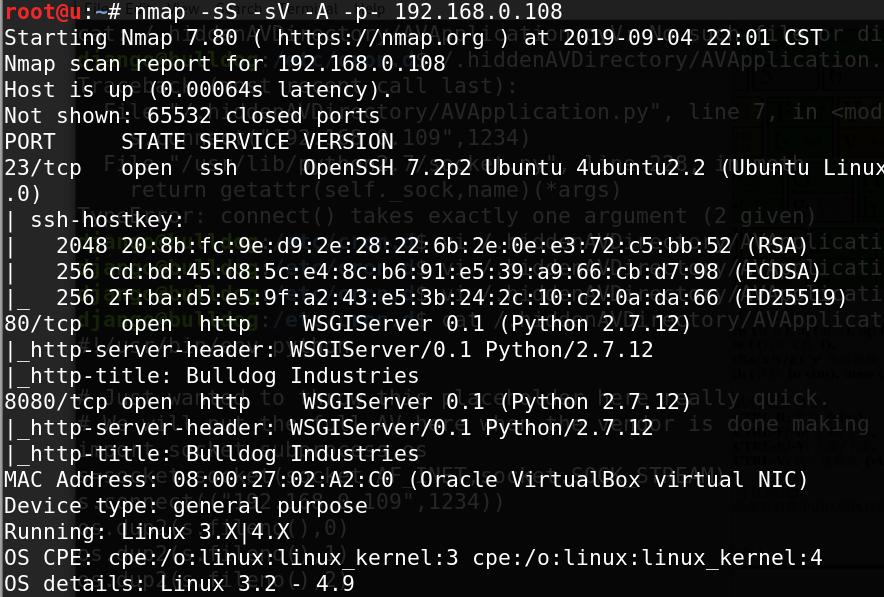 root@u:~# nmap -sS -sV -A -p- 192.168.0.108
Starting Nmap 7.80 ( https://nmap.org ) at 2019-09-04 22:01 CST
Nmap scan report for 192.168.0.108
Host is up (0.00064s latency).
Not shown: 65532 closed ports
PORT     STATE SERVICE VERSION
23/tcp   open  ssh     OpenSSH 7.2p2 Ubuntu 4ubuntu2.2 (Ubuntu Linux
.0)
| ssh-hostkey:
|   2048 20:8b:fc:9e:d9:2e:28:22:6b:2e:0e:e3:72:c5:bb:52 (RSA)
|   256 cd:bd:45:d8:5c:e4:8c:b6:91:e5:39:a9:66:cb:d7:98 (ECDSA)
|_  256 2f:ba:d5:e5:9f:a2:43:e5:3b:24:2c:10:c2:0a:da:66 (ED25519)
80/tcp   open  http    WSGIServer 0.1 (Python 2.7.12)
|_http-server-header: WSGIServer/0.1 Python/2.7.12
|_http-title: Bulldog Industries
8080/tcp open  http    WSGIServer 0.1 (Python 2.7.12)
|_http-server-header: WSGIServer/0.1 Python/2.7.12
|_http-title: Bulldog Industries
MAC Address: 08:00:27:02:A2:C0 (Oracle VirtualBox virtual NIC)
Device type: general purpose
Running: Linux 3.X|4.X
OS CPE: cpe:/o:linux:linux_kernel:3 cpe:/o:linux:linux_kernel:4
OS details: Linux 3.2 - 4.9